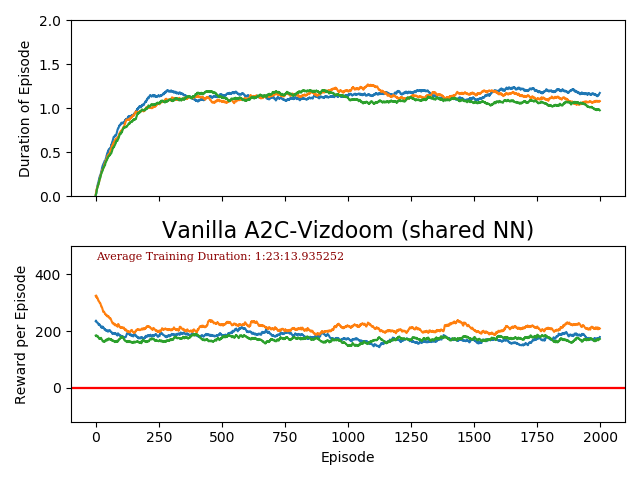 2.0
1.5
1.0
0.5
0.0
Duration of Episode
Vanilla A2C-Vizdoom (shared NN)
Average Training Duration: 1:23:13.935252
400
200
0
Reward per Episode
0 250 500 750 1000 1250 1500 1750 2000
Episode